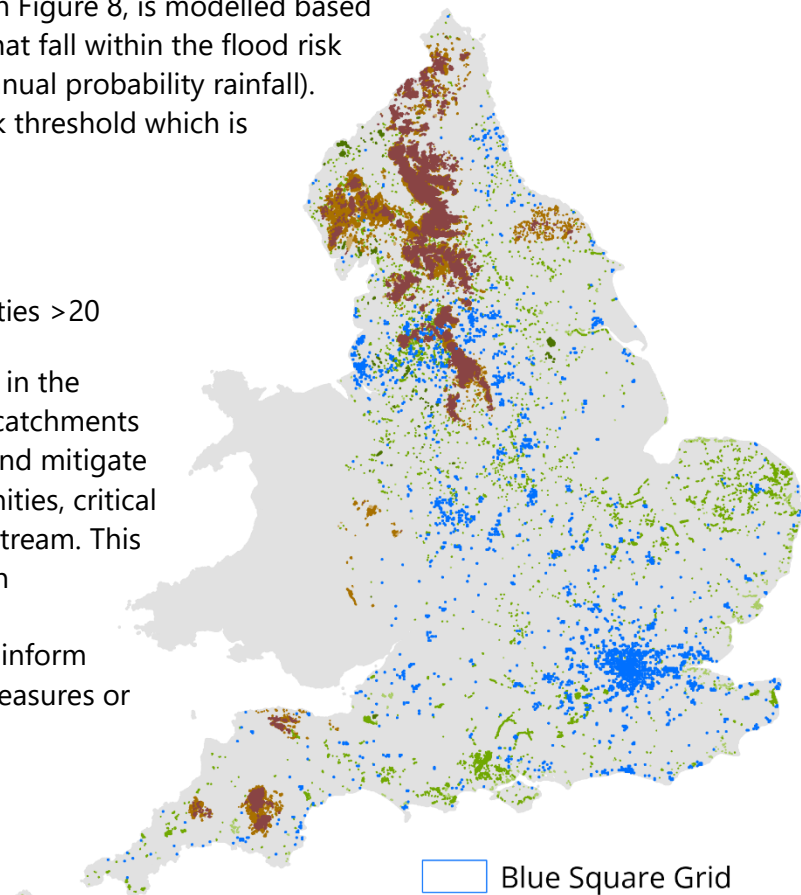 n Figure 8, is modelled based
hat fall within the flood risk
nual probability rainfall).
k threshold which is
ties >20
in the
catchments
nd mitigate
nities, critical
tream. This
n
inform
easures or
Blue Square Grid